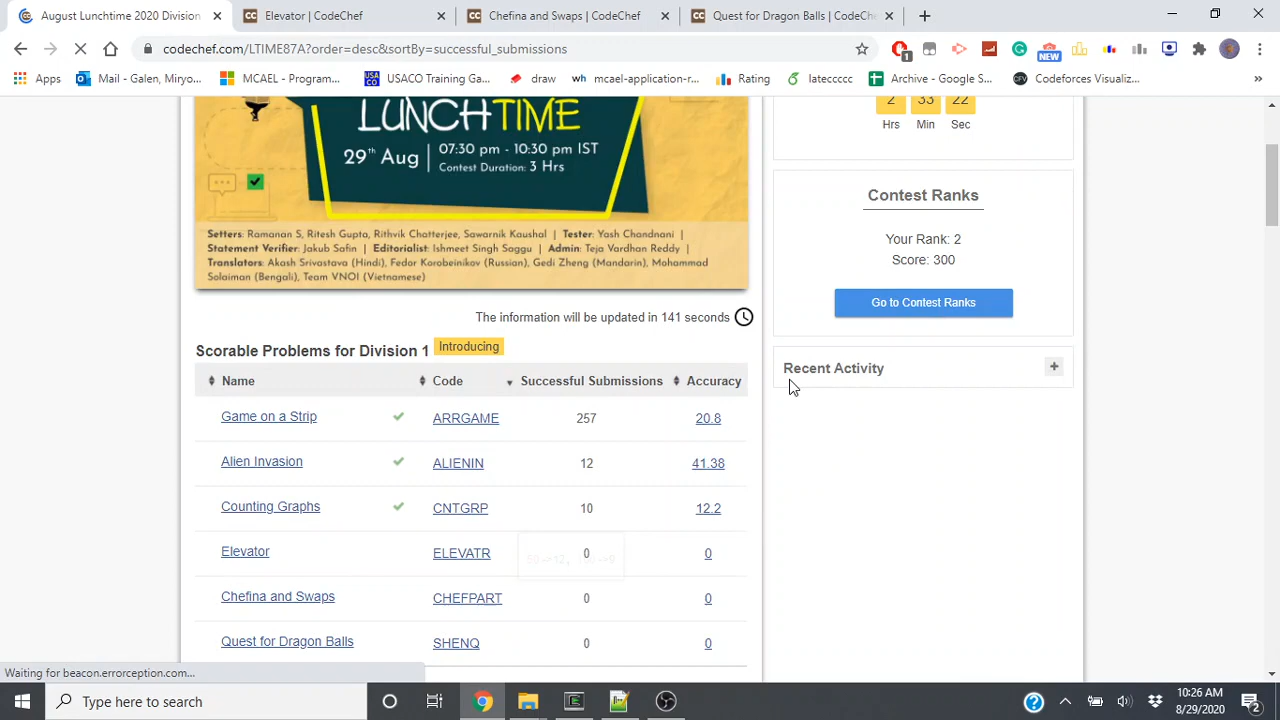 August Lunchtime 2020 Division
Elevator | CodeChef
Chefina and Swaps | CodeChef
Quest for Dragon Balls | CodeChe
codechef.com/LTIME87A?order=desc&sortBy=successful_submissions
1
NEW
Apps
Mail - Galen, Miryo...
MCAEL - Program...
USACO Training Ga...
draw
mcael-application-r...
Rating
lateccccc
Archive - Google S...
Codeforces Visualiz...
»
LUNCHTIME
29th Aug
07:30 pm - 10:30 pm IST
Contest Duration: 3 Hrs
Setters: Ramanan S, Ritesh Gupta, Rithvik Chatterjee, Sawarnik Kaushal | Tester: Yash Chandnani |
Statement Verifier: Jakub Safin | Editorialist: Ishmeet Singh Saggu | Admin: Teja Vardhan Reddy |
Translators: Akash Srivastava (Hindi), Fedor Korobeinikov (Russian), Gedi Zheng (Mandarin), Mohammad
Solaiman (Bengali), Team VNOI (Vietnamese)
2 33 22
Hrs Min Sec
Contest Ranks
Your Rank: 2
Score: 300
Go to Contest Ranks
Recent Activity +
The information will be updated in 141 seconds
Scorable Problems for Division 1 Introducing
Name Code Successful Submissions Accuracy
Game on a Strip ARRGAME 257 20.8
Alien Invasion ALIENIN 12 41.38
Counting Graphs CNTGRP 10 12.2
Elevator ELEVATR 0 0
Chefina and Swaps CHEFPART 0 0
Quest for Dragon Balls SHENQ 0 0
Waiting for beacon.errorception.com...
Type here to search
10:26 AM
8/29/2020
2